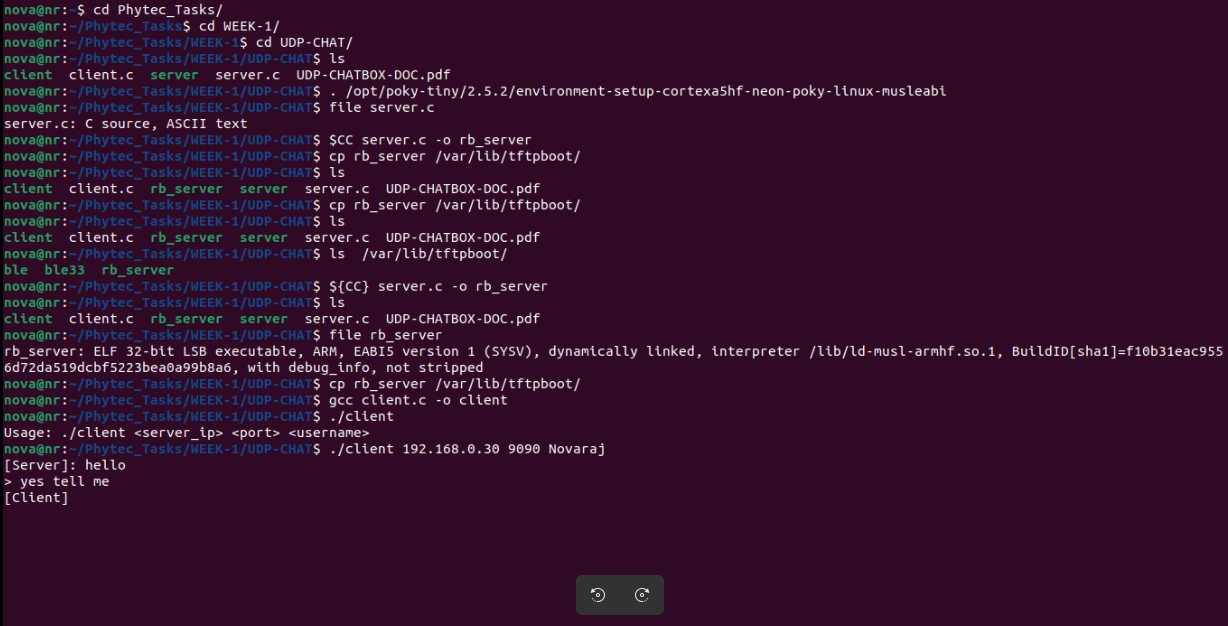 nova@nr:~$ cd Phytec_Tasks/
nova@nr:~/Phytec_Tasks$ cd WEEK-1/
nova@nr:~/Phytec_Tasks/WEEK-1$ cd UDP-CHAT/
nova@nr:~/Phytec_Tasks/WEEK-1/UDP-CHAT$ ls
client  client.c  server  server.c  UDP-CHATBOX-DOC.pdf
nova@nr:~/Phytec_Tasks/WEEK-1/UDP-CHAT$ . /opt/poky-tiny/2.5.2/environment-setup-cortexa5hf-neon-poky-linux-musleabi
nova@nr:~/Phytec_Tasks/WEEK-1/UDP-CHAT$ file server.c
server.c: C source, ASCII text
nova@nr:~/Phytec_Tasks/WEEK-1/UDP-CHAT$ $CC server.c -o rb_server
nova@nr:~/Phytec_Tasks/WEEK-1/UDP-CHAT$ cp rb_server /var/lib/tftpboot/
nova@nr:~/Phytec_Tasks/WEEK-1/UDP-CHAT$ ls
client  client.c  rb_server  server  server.c  UDP-CHATBOX-DOC.pdf
nova@nr:~/Phytec_Tasks/WEEK-1/UDP-CHAT$ cp rb_server /var/lib/tftpboot/
nova@nr:~/Phytec_Tasks/WEEK-1/UDP-CHAT$ ls
client  client.c  rb_server  server  server.c  UDP-CHATBOX-DOC.pdf
nova@nr:~/Phytec_Tasks/WEEK-1/UDP-CHAT$ ls  /var/lib/tftpboot/
ble  ble33  rb_server
nova@nr:~/Phytec_Tasks/WEEK-1/UDP-CHAT$ ${CC} server.c -o rb_server
nova@nr:~/Phytec_Tasks/WEEK-1/UDP-CHAT$ ls
client  client.c  rb_server  server  server.c  UDP-CHATBOX-DOC.pdf
nova@nr:~/Phytec_Tasks/WEEK-1/UDP-CHAT$ file rb_server
rb_server: ELF 32-bit LSB executable, ARM, EABI5 version 1 (SYSV), dynamically linked, interpreter /lib/ld-musl-armhf.so.1, BuildID[sha1]=f10b31eac955
6d72da519dcbf5223bea0a99b8a6, with debug_info, not stripped
nova@nr:~/Phytec_Tasks/WEEK-1/UDP-CHAT$ cp rb_server /var/lib/tftpboot/
nova@nr:~/Phytec_Tasks/WEEK-1/UDP-CHAT$ gcc client.c -o client
nova@nr:~/Phytec_Tasks/WEEK-1/UDP-CHAT$ ./client
Usage: ./client <server_ip> <port> <username>
nova@nr:~/Phytec_Tasks/WEEK-1/UDP-CHAT$ ./client 192.168.0.30 9090 Novaraj
[Server]: hello
> yes tell me
[Client]